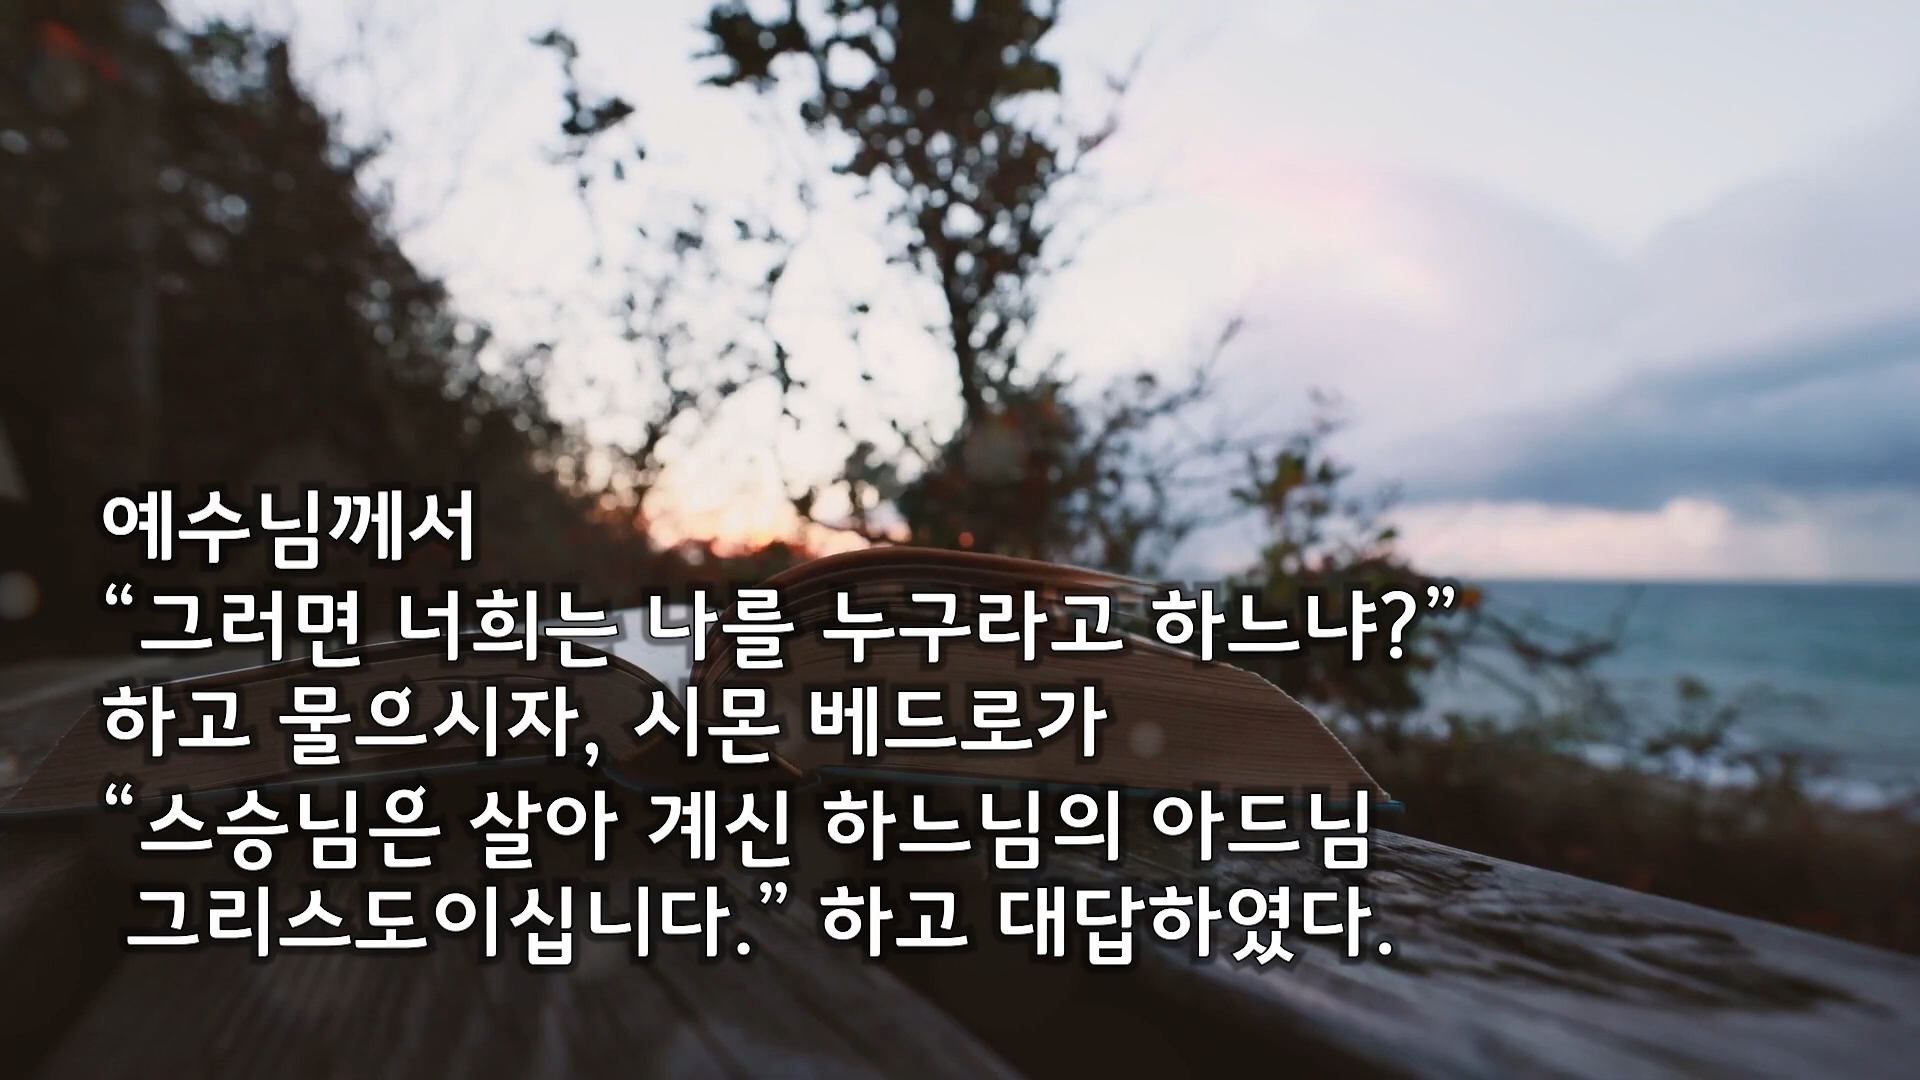 예수님께서
“그러면 너희는 나를 누구라고 하느냐?”
하고 물으시자, 시몬 베드로가
“스승님은 살아 계신 하느님의 아드님
그리스도이십니다.” 하고 대답하였다.